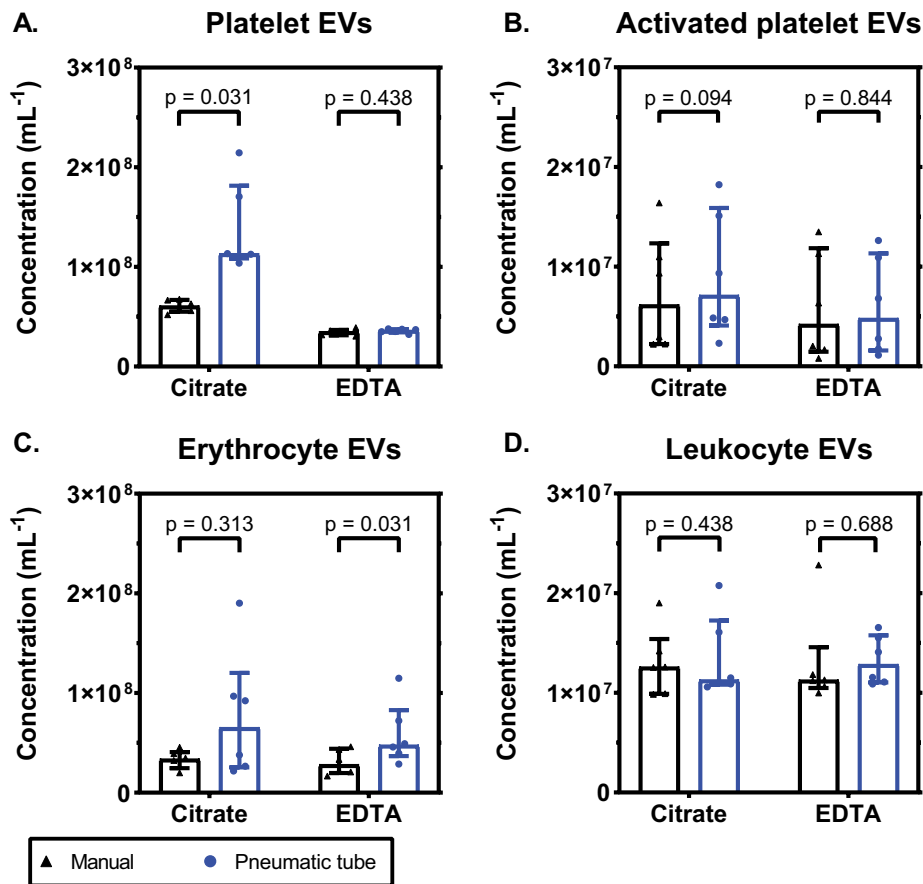 A. Platelet EVs
3×10⁸
2×10⁸
1×10⁸
0
Concentration (mL⁻¹)
p = 0.031
p = 0.438
Citrate
EDTA
B. Activated platelet EVs
3×10⁷
2×10⁷
1×10⁷
0
Concentration (mL⁻¹)
p = 0.094
p = 0.844
Citrate
EDTA
C. Erythrocyte EVs
3×10⁸
2×10⁸
1×10⁸
0
Concentration (mL⁻¹)
p = 0.313
p = 0.031
Citrate
EDTA
D. Leukocyte EVs
3×10⁷
2×10⁷
1×10⁷
0
Concentration (mL⁻¹)
p = 0.438
p = 0.688
Citrate
EDTA
Manual
Pneumatic tube